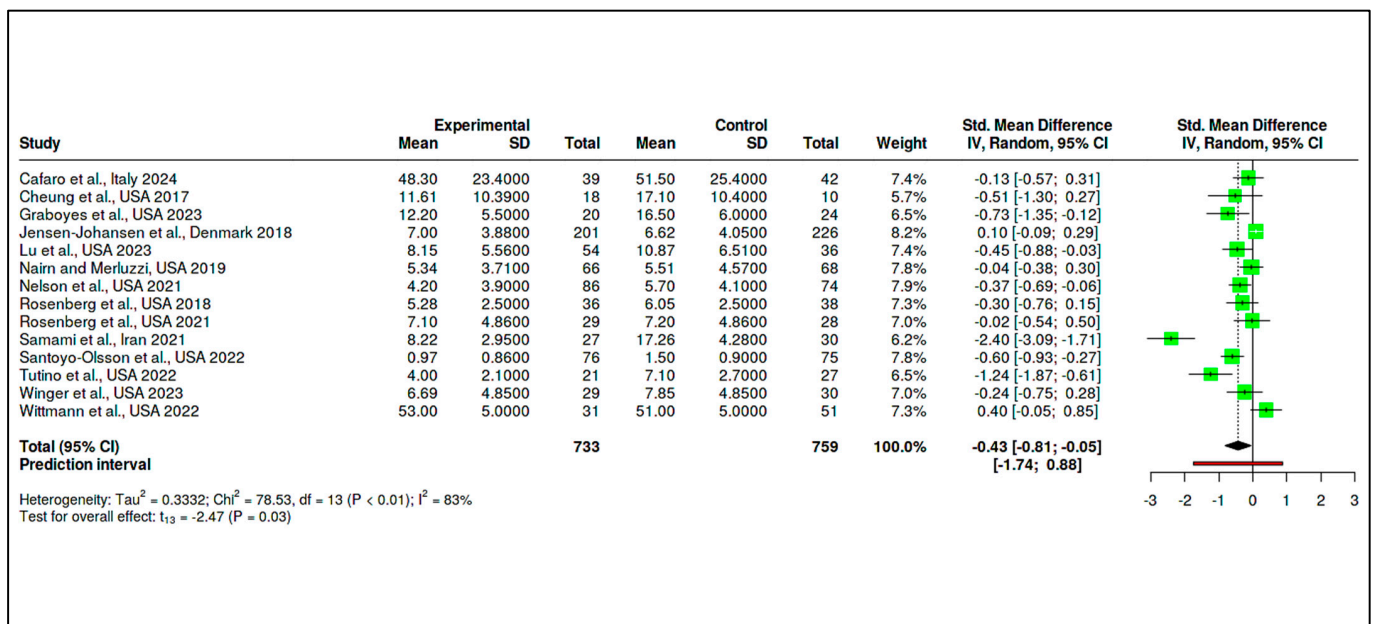 Experimental Control Std. Mean Difference Std. Mean Difference
Study Mean SD Total Mean SD Total Weight IV, Random, 95% CI IV, Random, 95% CI
Cafaro et al., Italy 2024 48.30 23.4000 39 51.50 25.4000 42 7.4% -0.13 [-0.57; 0.31]
Cheung et al., USA 2017 11.61 10.3900 18 17.10 10.4000 10 5.7% -0.51 [-1.30; 0.27]
Graboyes et al., USA 2023 12.20 5.5000 20 16.50 6.0000 24 6.5% -0.73 [-1.35; -0.12]
Jensen-Johansen et al., Denmark 2018 7.00 3.8800 201 6.62 4.0500 226 8.2% 0.10 [-0.09; 0.29]
Lu et al., USA 2023 8.15 5.5600 54 10.87 6.5100 36 7.4% -0.45 [-0.88; -0.03]
Nairn and Merluzzi, USA 2019 5.34 3.7100 66 5.51 4.5700 68 7.8% -0.04 [-0.38; 0.30]
Nelson et al., USA 2021 4.20 3.9000 86 5.70 4.1000 74 7.9% -0.37 [-0.69; -0.06]
Rosenberg et al., USA 2018 5.28 2.5000 36 6.05 2.5000 38 7.3% -0.30 [-0.76; 0.15]
Rosenberg et al., USA 2021 7.10 4.8600 29 7.20 4.8600 28 7.0% -0.02 [-0.54; 0.50]
Samami et al., Iran 2021 8.22 2.9500 27 17.26 4.2800 30 6.2% -2.40 [-3.09; -1.71]
Santoyo-Olsson et al., USA 2022 0.97 0.8600 76 1.50 0.9000 75 7.8% -0.60 [-0.93; -0.27]
Tutino et al., USA 2022 4.00 2.1000 21 7.10 2.7000 27 6.5% -1.24 [-1.87; -0.61]
Winger et al., USA 2023 6.69 4.8500 29 7.85 4.8500 30 7.0% -0.24 [-0.75; 0.28]
Wittmann et al., USA 2022 53.00 5.0000 31 51.00 5.0000 51 7.3% 0.40 [-0.05; 0.85]
Total (95% CI) 733 759 100.0% -0.43 [-0.81; -0.05]
Prediction interval [-1.74; 0.88]
Heterogeneity: Tau² = 0.3332; Chi² = 78.53, df = 13 (P < 0.01); I² = 83%
Test for overall effect: t₁₃ = -2.47 (P = 0.03)
-3 -2 -1 0 1 2 3